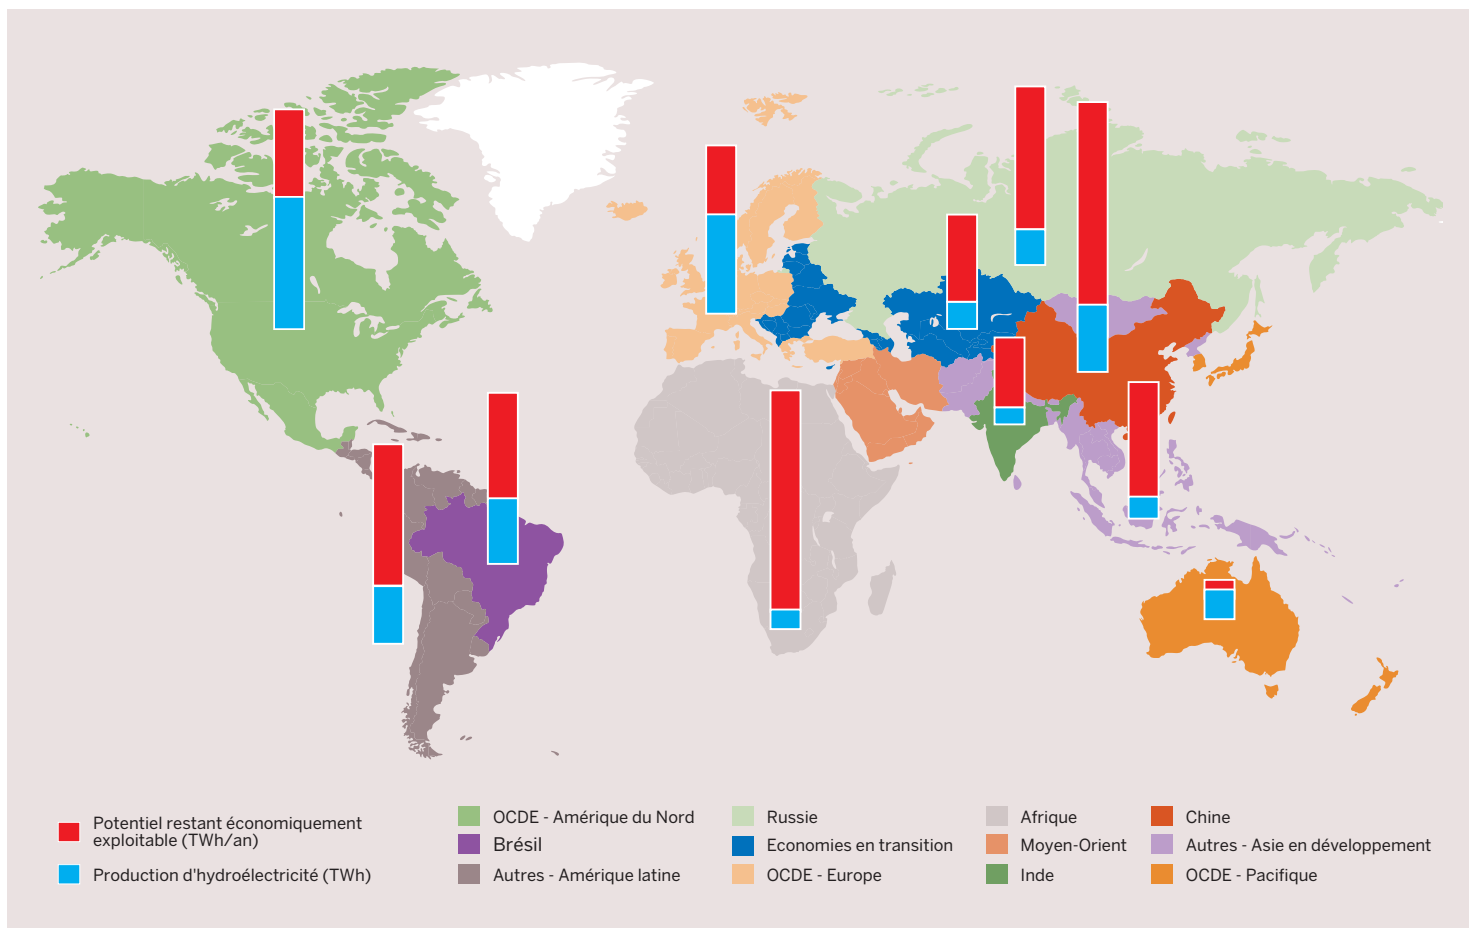 Potentiel restant économiquement
exploitable (TWh/an)
Production d'hydroélectricité (TWh)
OCDE - Amérique du Nord
Brésil
Autres - Amérique latine
Russie
Economies en transition
OCDE - Europe
Afrique
Moyen-Orient
Inde
Chine
Autres - Asie en développement
OCDE - Pacifique